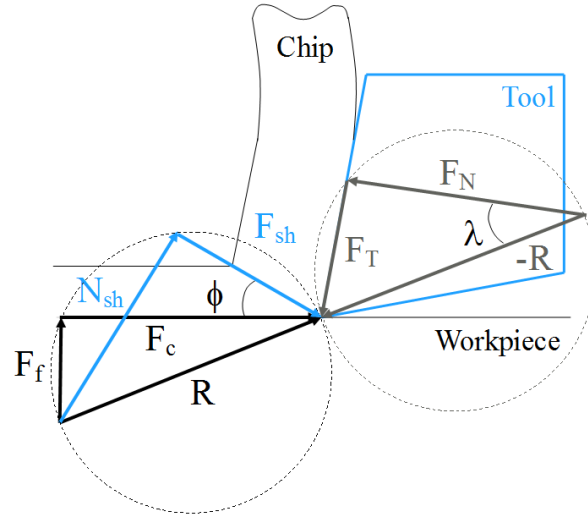 Chip
Tool
F_N
F_sh
λ
F_T
-R
N_sh
ϕ
F_c
Workpiece
F_f
R